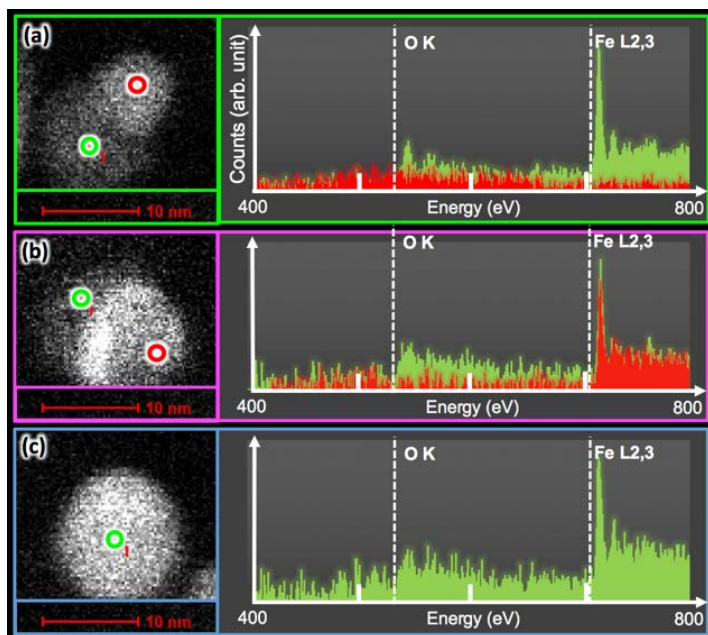 (a)
10 nm
Counts (arb. unit)
O K
Fe L2,3
400
Energy (eV)
800
(b)
10 nm
O K
Fe L2,3
400
Energy (eV)
800
(c)
10 nm
O K
Fe L2,3
400
Energy (eV)
800